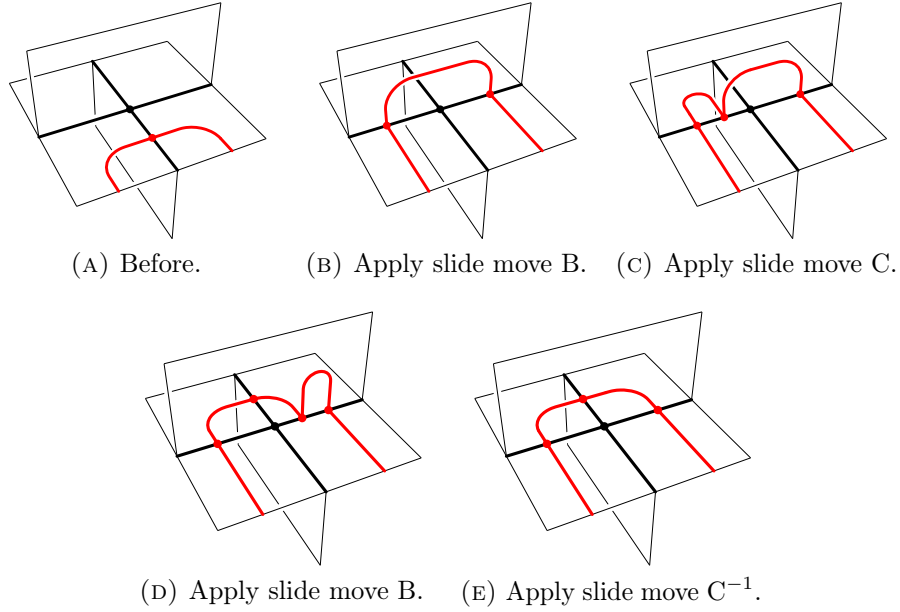 (A) Before.
(B) Apply slide move B.
(C) Apply slide move C.
(D) Apply slide move B.
(E) Apply slide move C⁻¹.